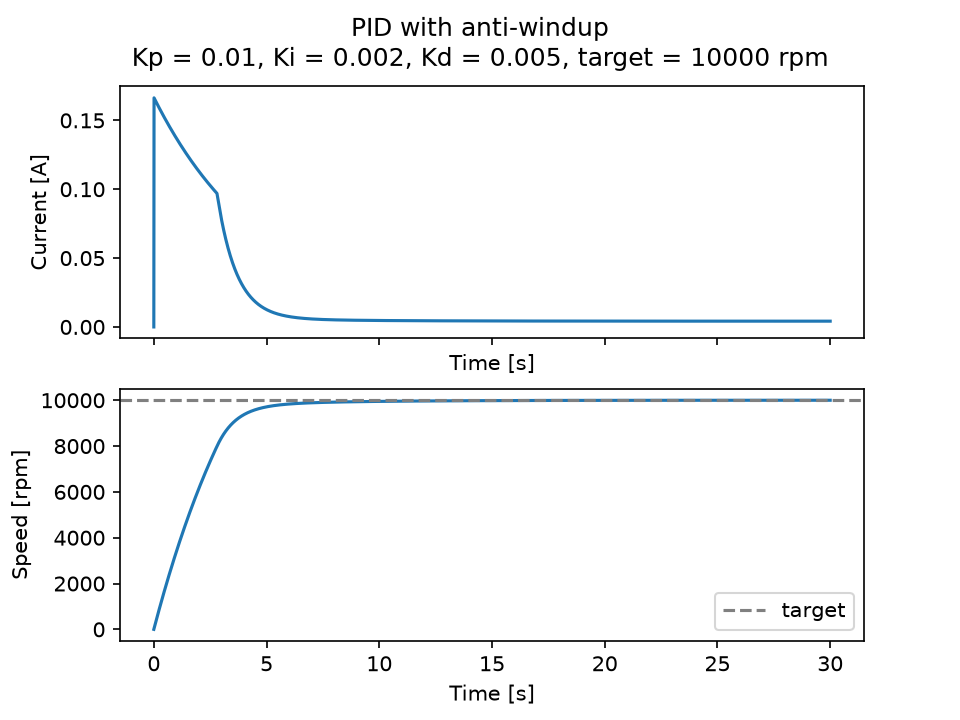 PID with anti-windup
Kp = 0.01, Ki = 0.002, Kd = 0.005, target = 10000 rpm
Current [A]
0.15
0.10
0.05
0.00
Time [s]
Speed [rpm]
10000
8000
6000
4000
2000
0
target
0 5 10 15 20 25 30
Time [s]